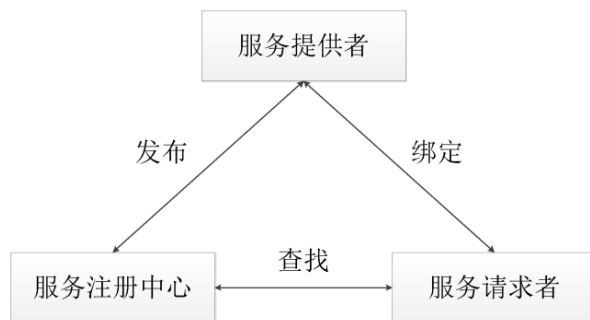 服务提供者
发布
绑定
查找
服务注册中心
服务请求者